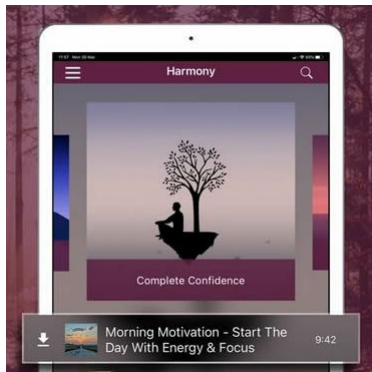 Harmony
Complete Confidence
Morning Motivation - Start The
Day With Energy & Focus
9:42